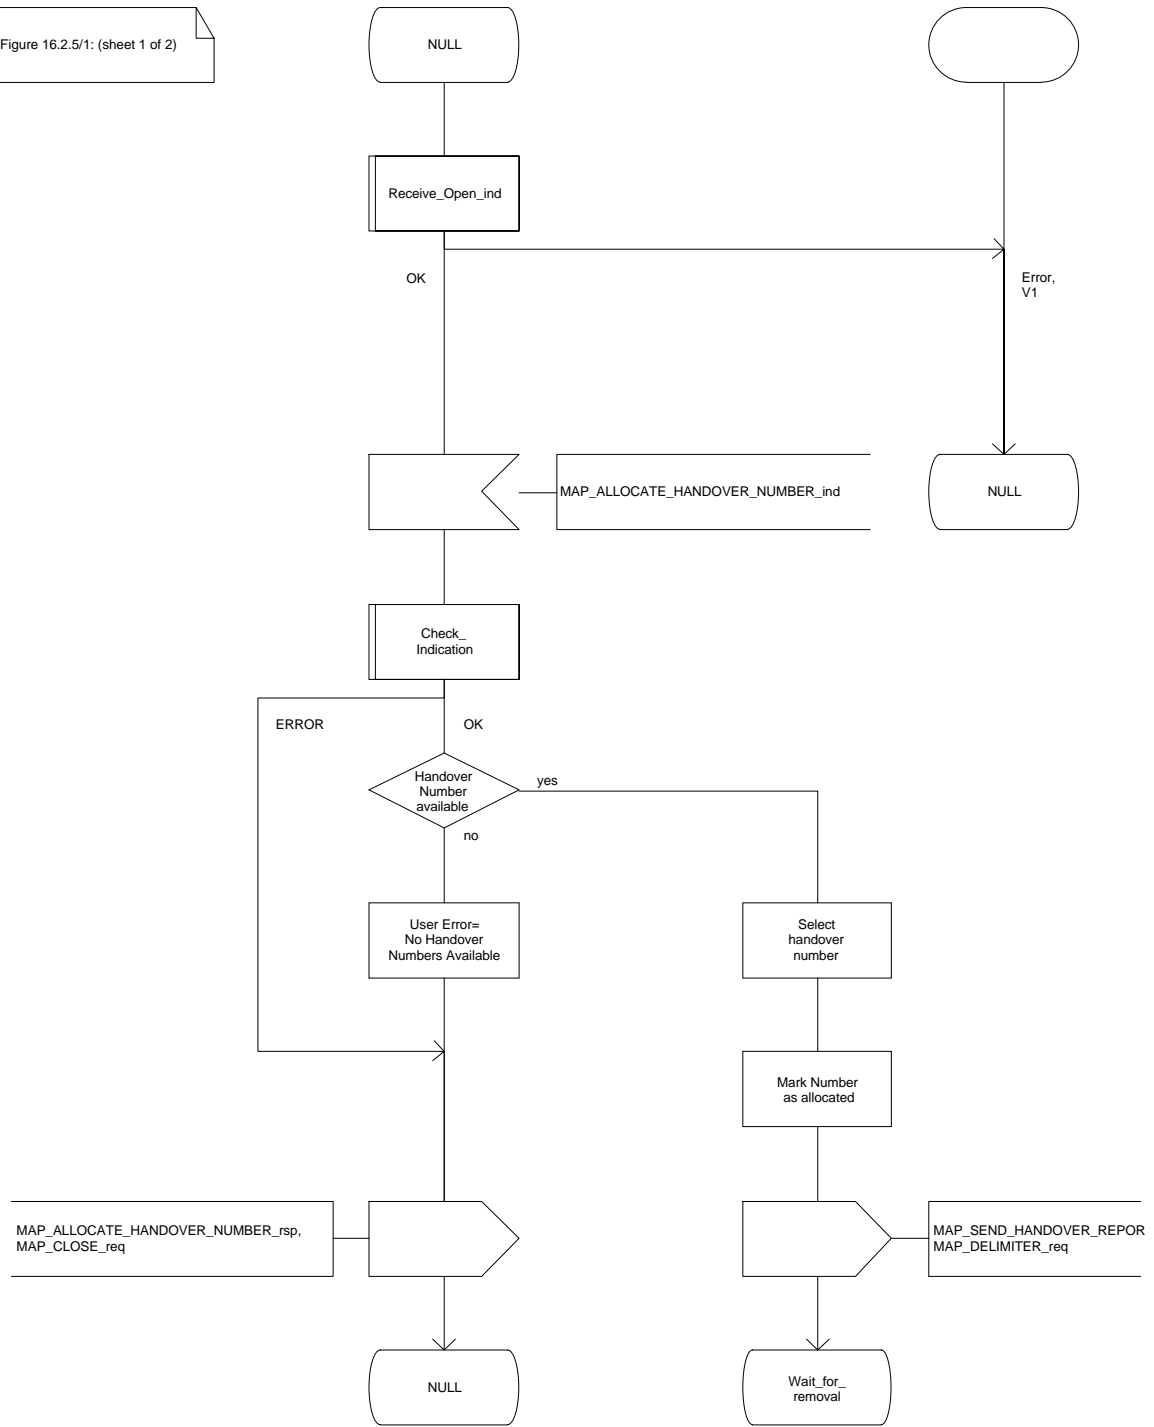 Figure 16.2.5/1: (sheet 1 of 2)
NULL
Receive_Open_ind
OK
Error,
V1
MAP_ALLOCATE_HANDOVER_NUMBER_ind
NULL
Check_
Indication
ERROR
OK
Handover
Number
available
yes
no
User Error=
No Handover
Numbers Available
Select
handover
number
Mark Number
as allocated
MAP_ALLOCATE_HANDOVER_NUMBER_rsp,
MAP_CLOSE_req
MAP_SEND_HANDOVER_REPOR
MAP_DELIMITER_req
NULL
Wait_for_
removal